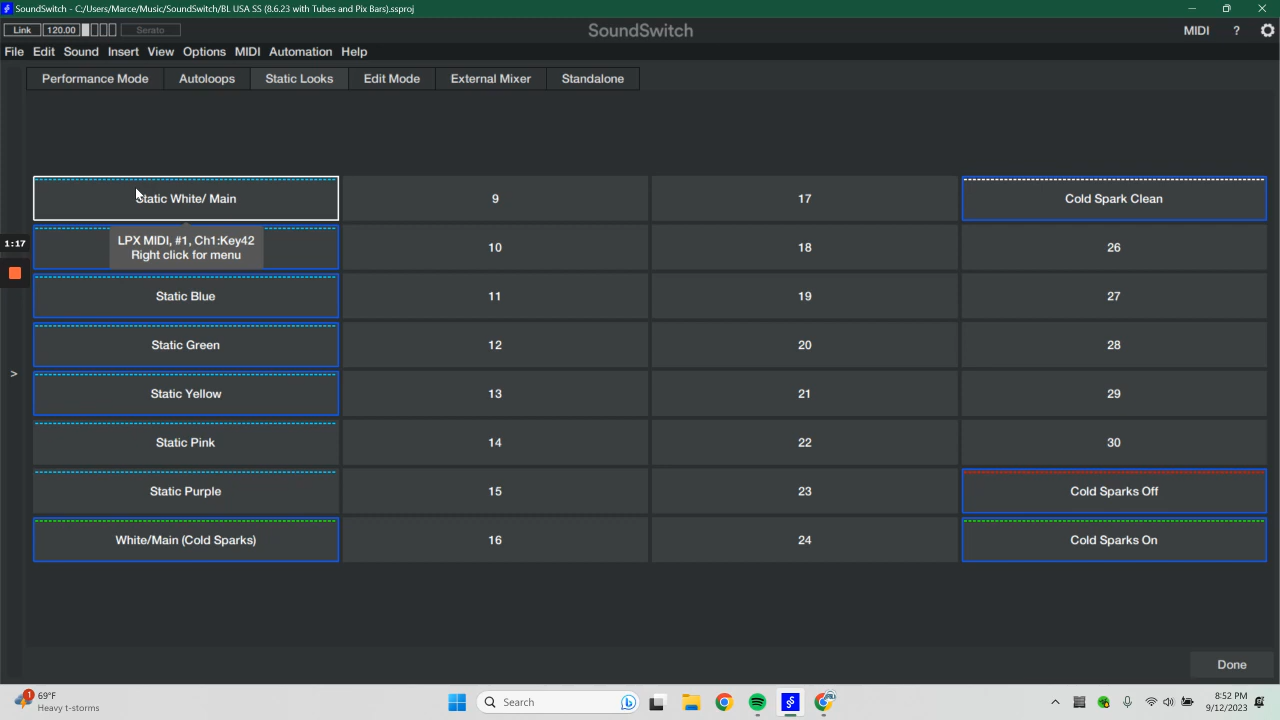 SoundSwitch - C:/Users/Marce/Music/SoundSwitch/BL USA SS (8.6.23 with Tubes and Pix Bars).ssproj
Link 120.00 Serato
SoundSwitch
MIDI ?
File Edit Sound Insert View Options MIDI Automation Help
Performance Mode Autoloops Static Looks Edit Mode External Mixer Standalone
Static White/ Main 9 17 Cold Spark Clean
1:17
LPX MIDI, #1, Ch1:Key42
Right click for menu
10 18 26
Static Blue 11 19 27
Static Green 12 20 28
>
Static Yellow 13 21 29
Static Pink 14 22 30
Static Purple 15 23 Cold Sparks Off
White/Main (Cold Sparks) 16 24 Cold Sparks On
Done
1
69°F
Heavy t-storms
Search
8:52 PM
9/12/2023